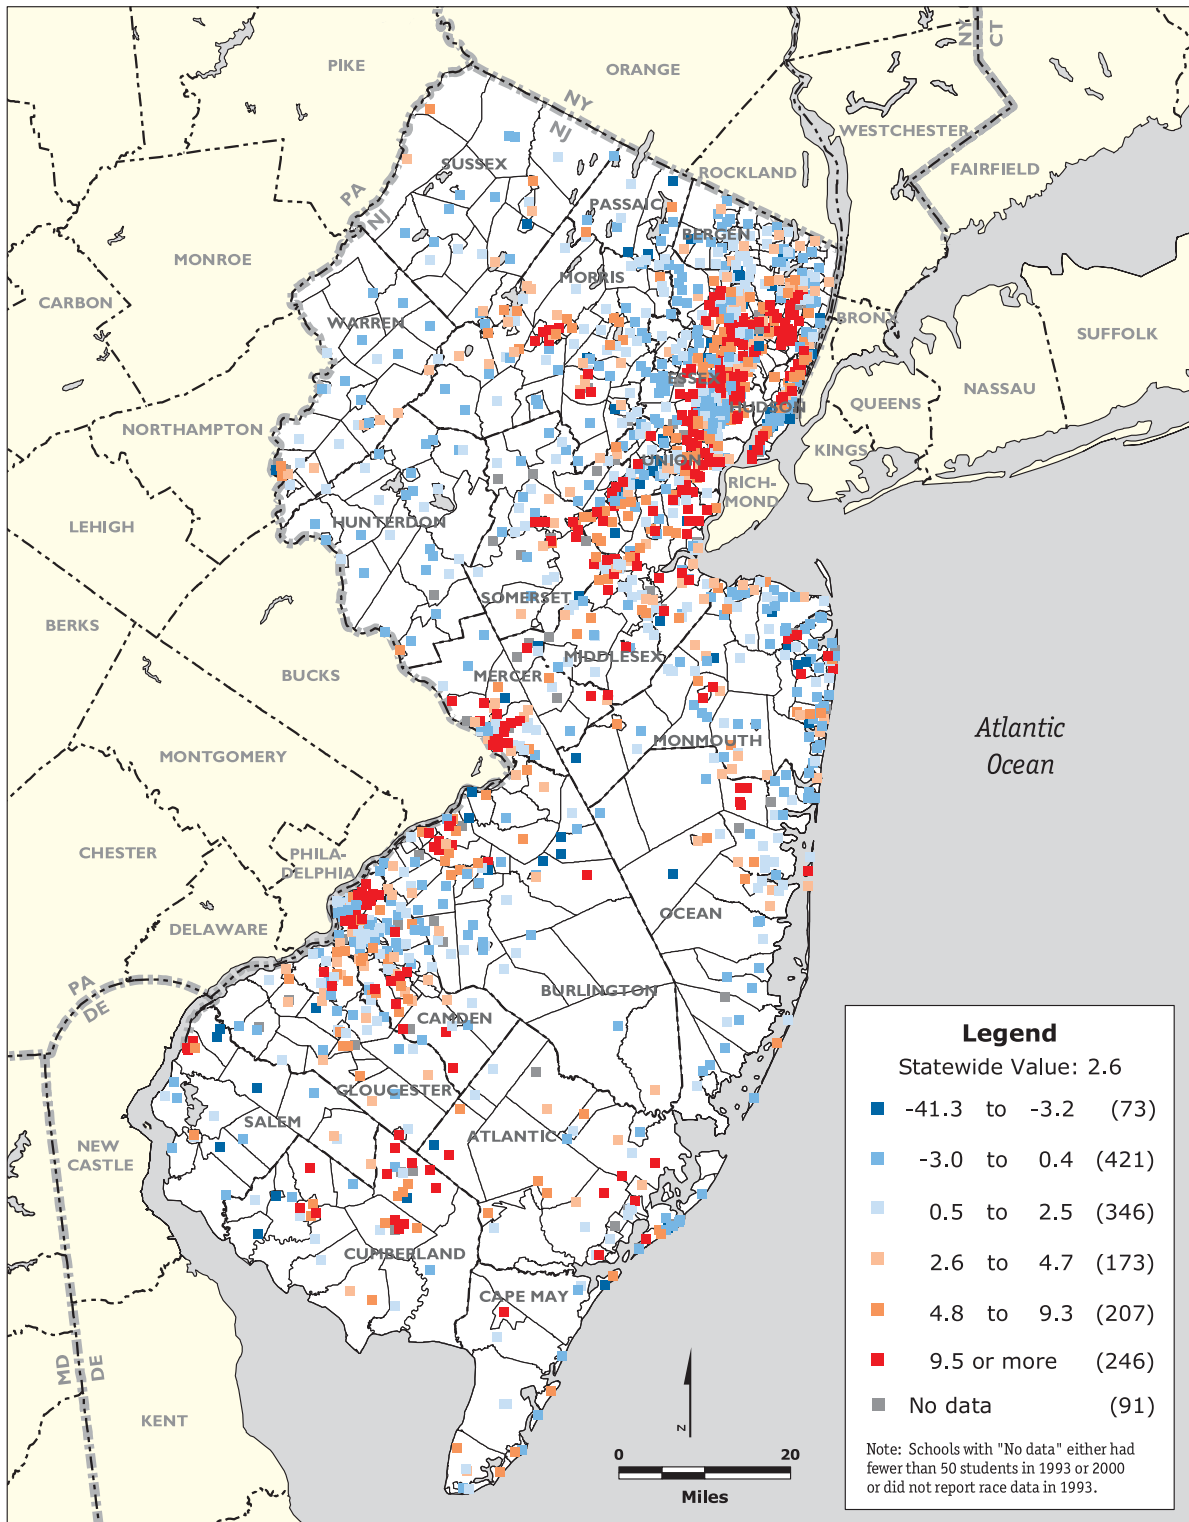 PIKE
ORANGE
NY
CT
NY
NJ
WESTCHESTER
SUSSEX
ROCKLAND
FAIRFIELD
PA
NJ
PASSAIC
BERGEN
MONROE
MORRIS
CARBON
WARREN
BRONX
SUFFOLK
ESSEX
NASSAU
HUDSON
QUEENS
NORTHAMPTON
KINGS
UNION
RICH-
MOND
LEHIGH
HUNTERDON
SOMERSET
BERKS
MIDDLESEX
BUCKS
MERCER
Atlantic
Ocean
MONMOUTH
MONTGOMERY
CHESTER
PHILA-
DELPHIA
OCEAN
DELAWARE
PA
DE
BURLINGTON
CAMDEN
GLOUCESTER
SALEM
ATLANTIC
NEW
CASTLE
CUMBERLAND
CAPE MAY
MD
DE
KENT
Legend
Statewide Value: 2.6
-41.3 to -3.2 (73)
-3.0 to 0.4 (421)
0.5 to 2.5 (346)
2.6 to 4.7 (173)
4.8 to 9.3 (207)
9.5 or more (246)
No data (91)
Note: Schools with "No data" either had
fewer than 50 students in 1993 or 2000
or did not report race data in 1993.
N
0 20
Miles